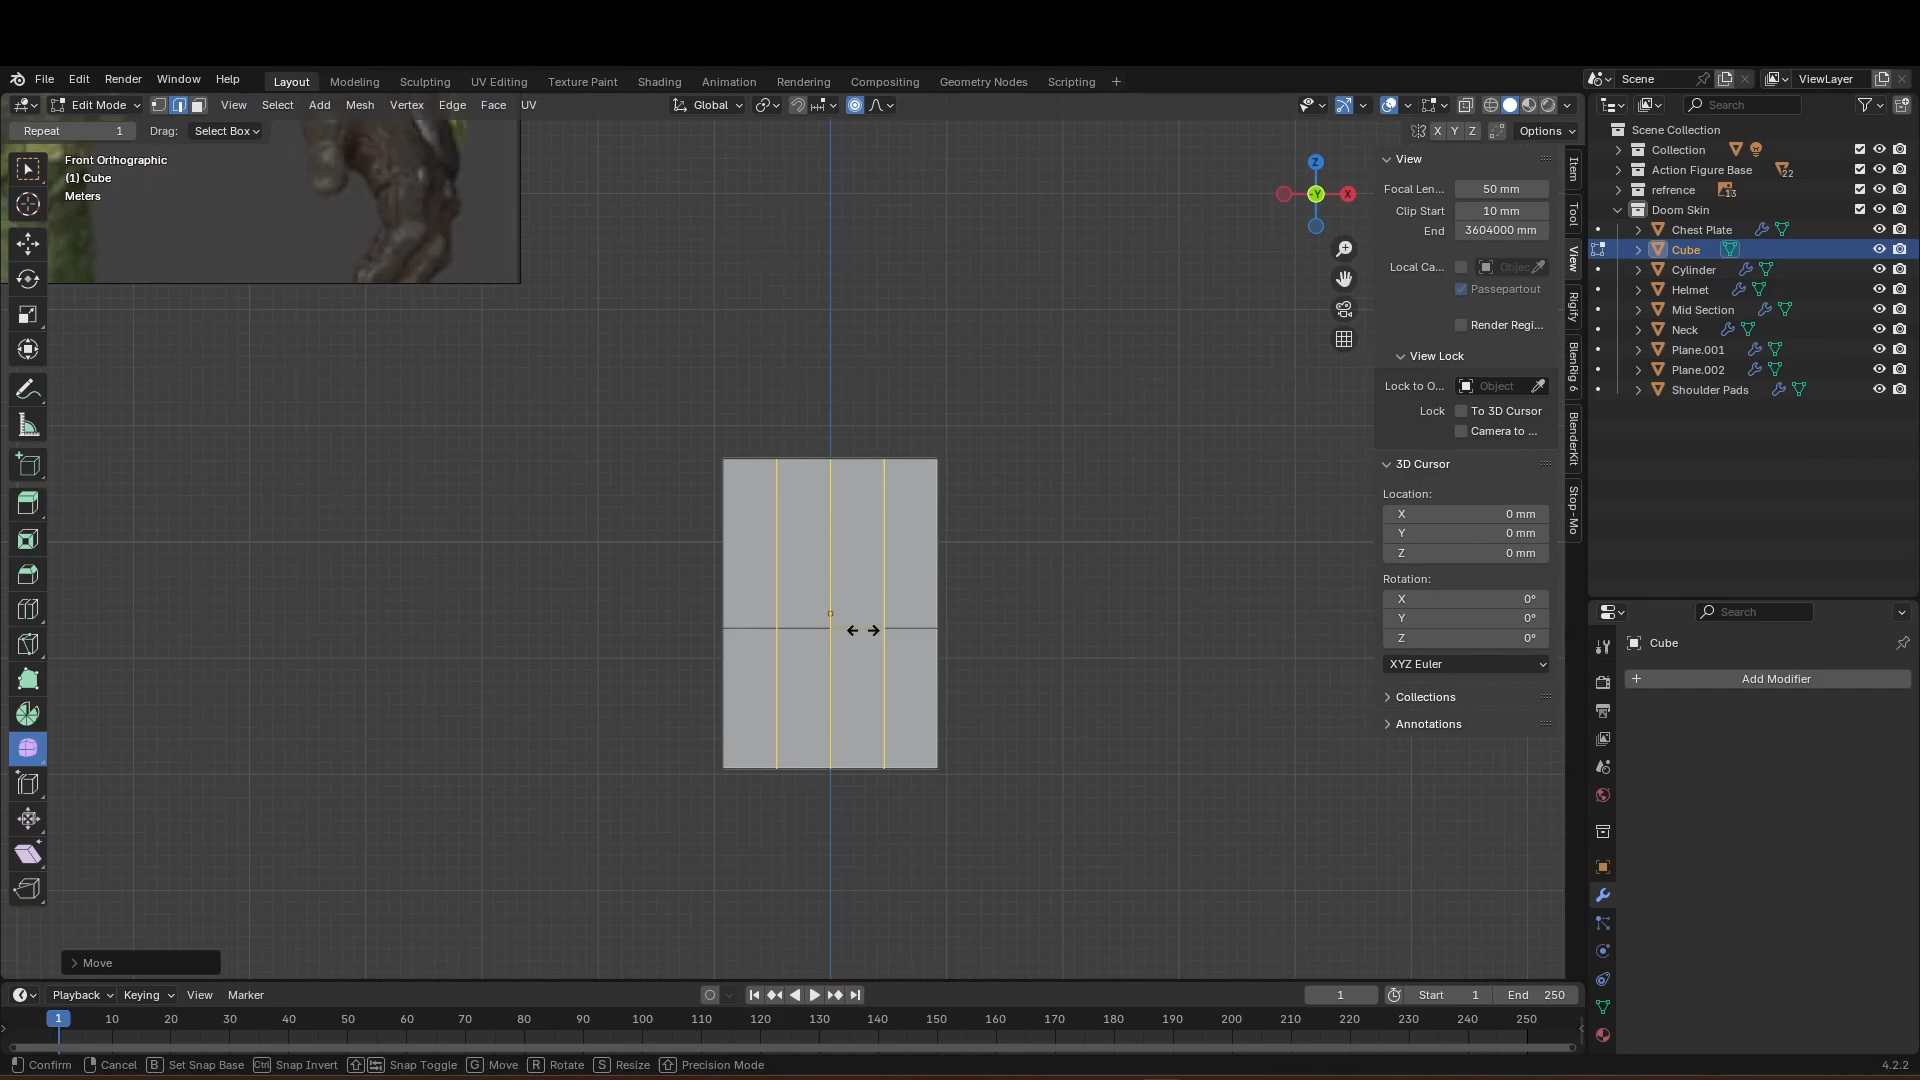 File Edit Render Window Help Layout Modeling Sculpting UV Editing Texture Paint Shading Animation Rendering Compositing Geometry Nodes Scripting + Scene ViewLayer
Edit Mode View Select Add Mesh Vertex Edge Face UV Global Search
Repeat 1 Drag: Select Box X Y Z Options
Scene Collection
Collection
Action Figure Base 22
refrence 13
Doom Skin
Chest Plate
Cube
Cylinder
Helmet
Mid Section
Neck
Plane.001
Plane.002
Shoulder Pads
Front Orthographic
(1) Cube
Meters
Z
-Y X
View
Focal Len... 50 mm
Clip Start 10 mm
End 3604000 mm
Local Ca... Objec
Passepartout
Render Regi...
View Lock
Lock to O... Object
Lock To 3D Cursor
Camera to ...
3D Cursor
Location:
X 0 mm
Y 0 mm
Z 0 mm
Rotation:
X 0°
Y 0°
Z 0°
XYZ Euler
Collections
Annotations
Item
Tool
View
Rigify
BlenRig 6
BlenderKit
Stop-Mo
Search
Cube
Add Modifier
Move
Playback Keying View Marker 1 Start 1 End 250
1 10 20 30 40 50 60 70 80 90 100 110 120 130 140 150 160 170 180 190 200 210 220 230 240 250
Confirm Cancel B Set Snap Base Ctrl Snap Invert Snap Toggle G Move R Rotate S Resize Precision Mode 4.2.2